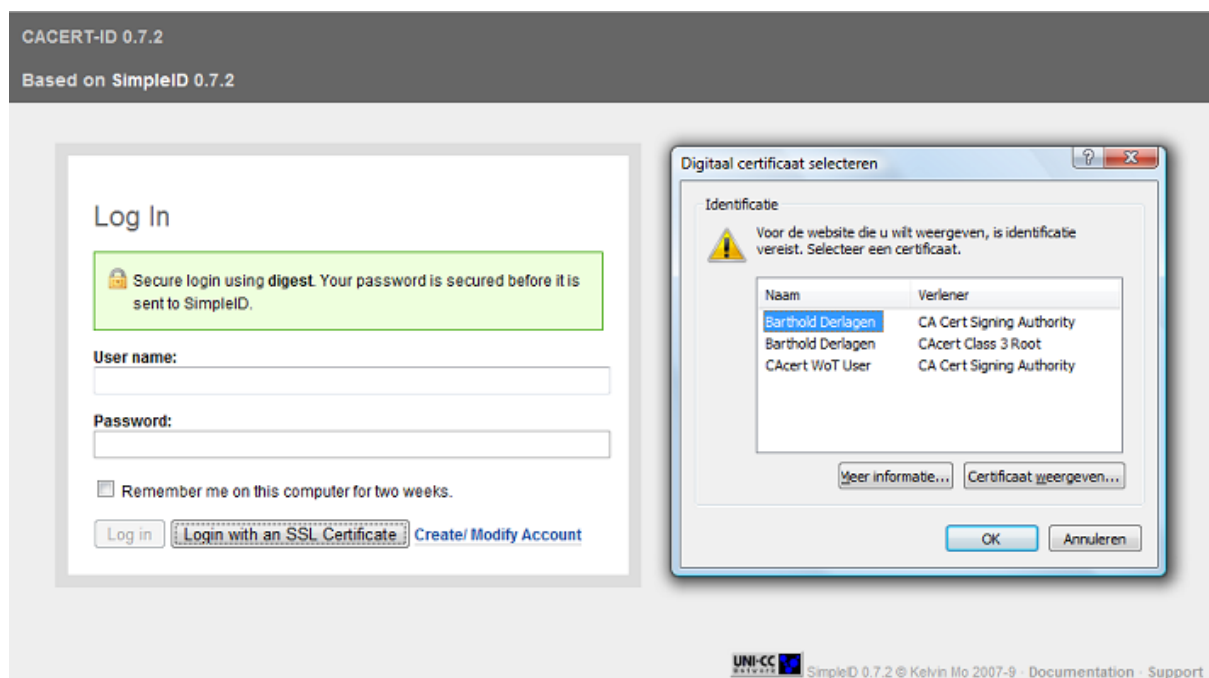 CACERT-ID 0.7.2
Based on SimpleID 0.7.2
Log In
Secure login using digest. Your password is secured before it is
sent to SimpleID.
User name:
Password:
Remember me on this computer for two weeks.
Log in Login with an SSL Certificate Create/ Modify Account
Digitaal certificaat selecteren
Identificatie
Voor de website die u wilt weergeven, is identificatie
vereist. Selecteer een certificaat.
Naam Verlener
Barthold Derlagen CA Cert Signing Authority
Barthold Derlagen CAcert Class 3 Root
CAcert WoT User CA Cert Signing Authority
Meer informatie... Certificaat weergeven...
OK Annuleren
UNI-CC
Network
SimpleID 0.7.2 © Kelvin Mo 2007-9 · Documentation · Support